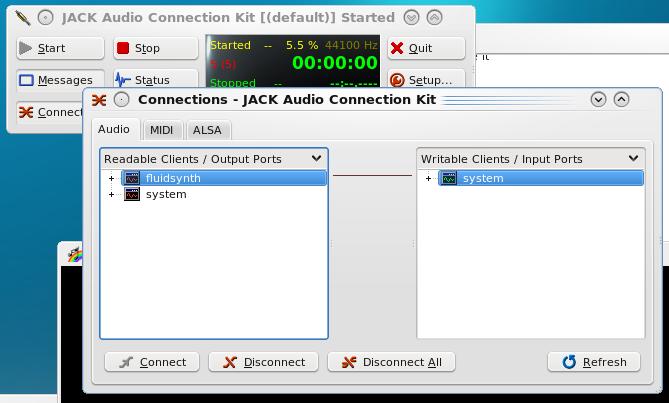 JACK Audio Connection Kit [(default)] Started
Start
Stop
Started -- 5.5 % 44100 Hz
5 (5) 00:00:00
Stopped -- --:--.----
Quit
Messages
Status
Setup...
Connect
Connections - JACK Audio Connection Kit
Audio MIDI ALSA
Readable Clients / Output Ports
Writable Clients / Input Ports
fluidsynth
system
system
Connect
Disconnect
Disconnect All
Refresh